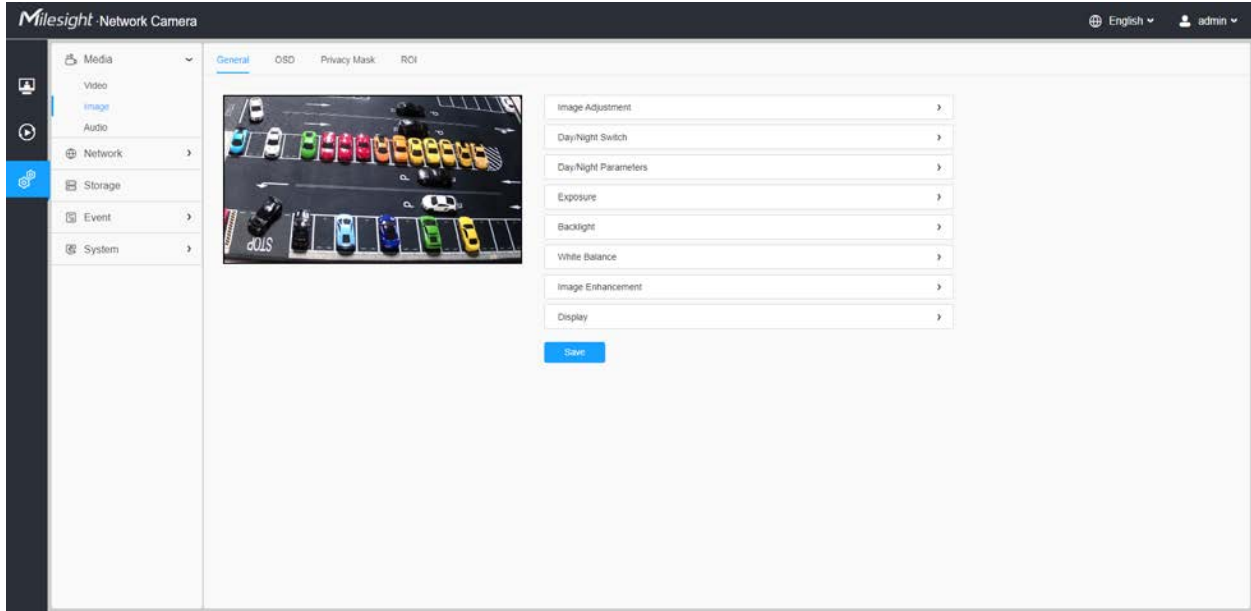 Milesight · Network Camera
English
admin
Media
Video
Image
Audio
Network
Storage
Event
System
General OSD Privacy Mask ROI
P
P
P
STOP
Image Adjustment
Day/Night Switch
Day/Night Parameters
Exposure
Backlight
White Balance
Image Enhancement
Display
Save